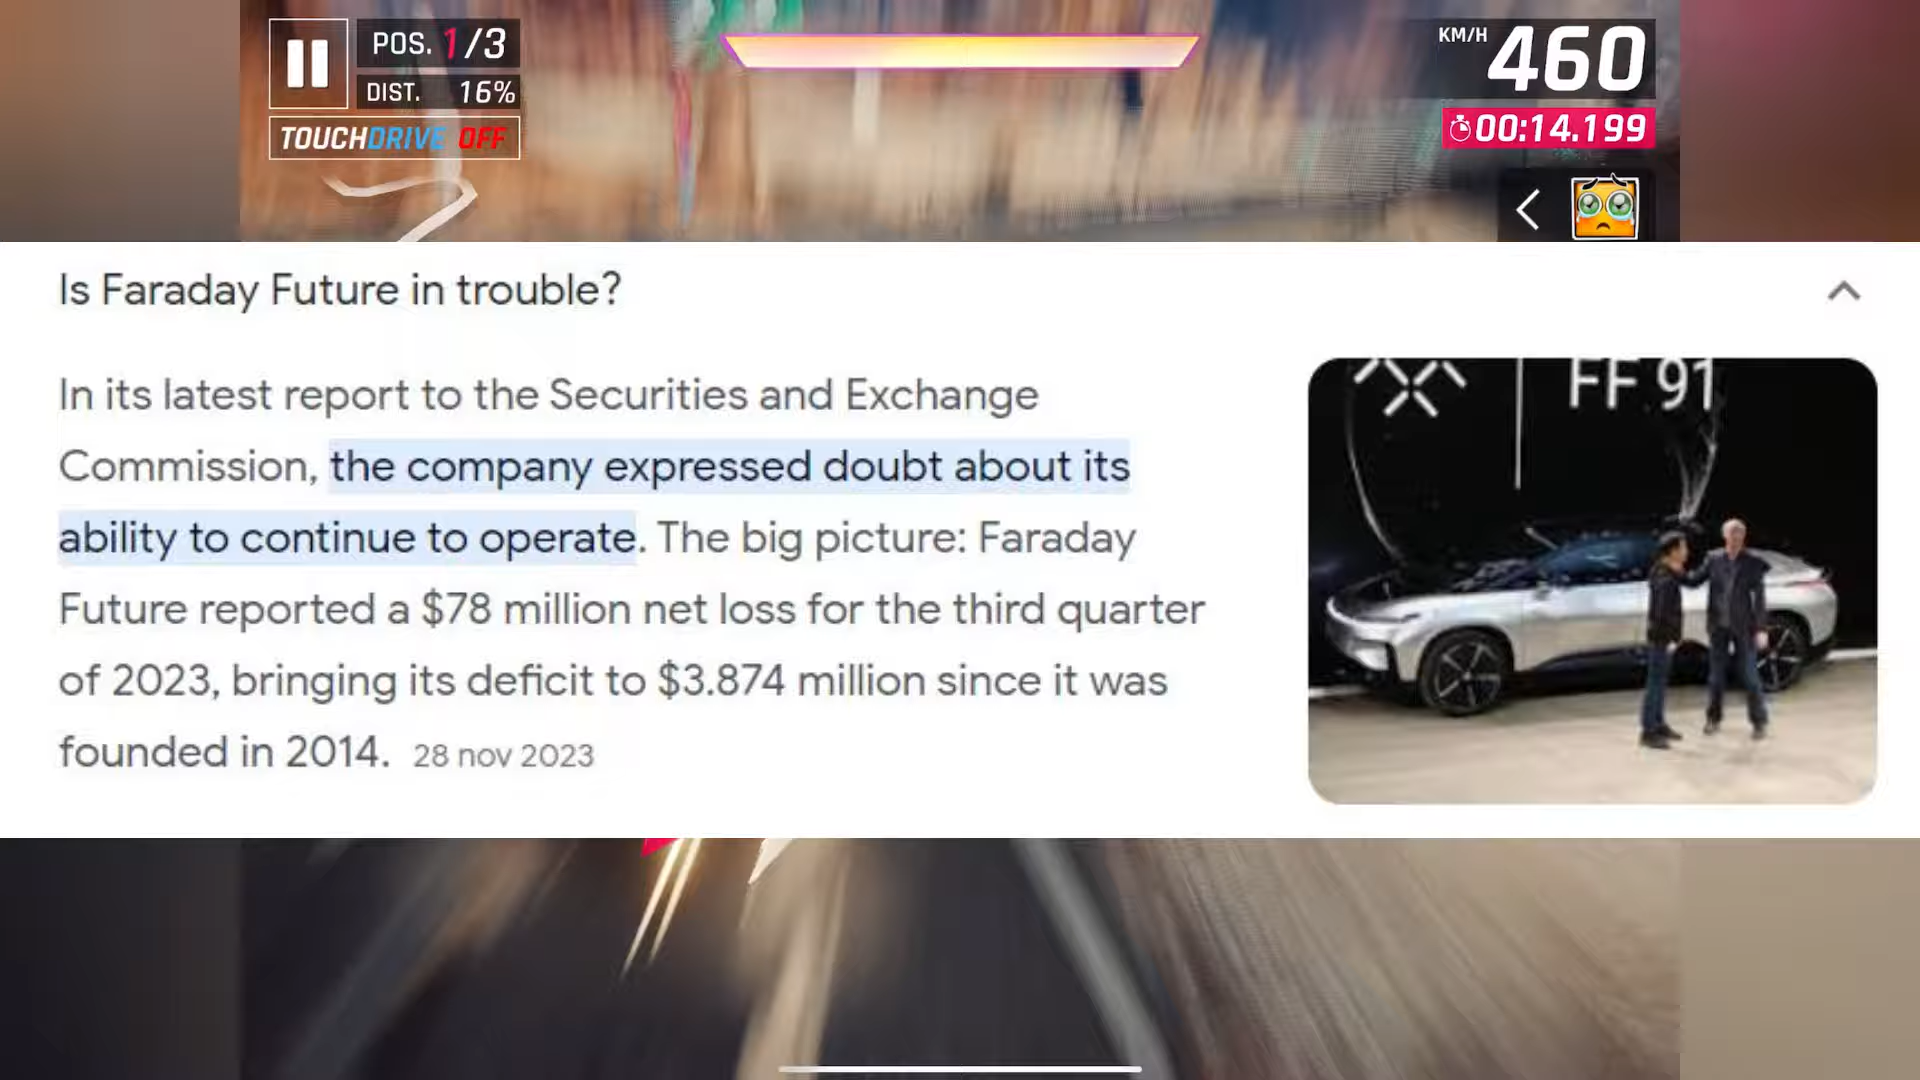 POS. 1/3
DIST. 16%
TOUCHDRIVE OFF
KM/H 460
00:14.199
Is Faraday Future in trouble?
In its latest report to the Securities and Exchange
Commission, the company expressed doubt about its
ability to continue to operate. The big picture: Faraday
Future reported a $78 million net loss for the third quarter
of 2023, bringing its deficit to $3.874 million since it was
founded in 2014. 28 nov 2023
FF 91